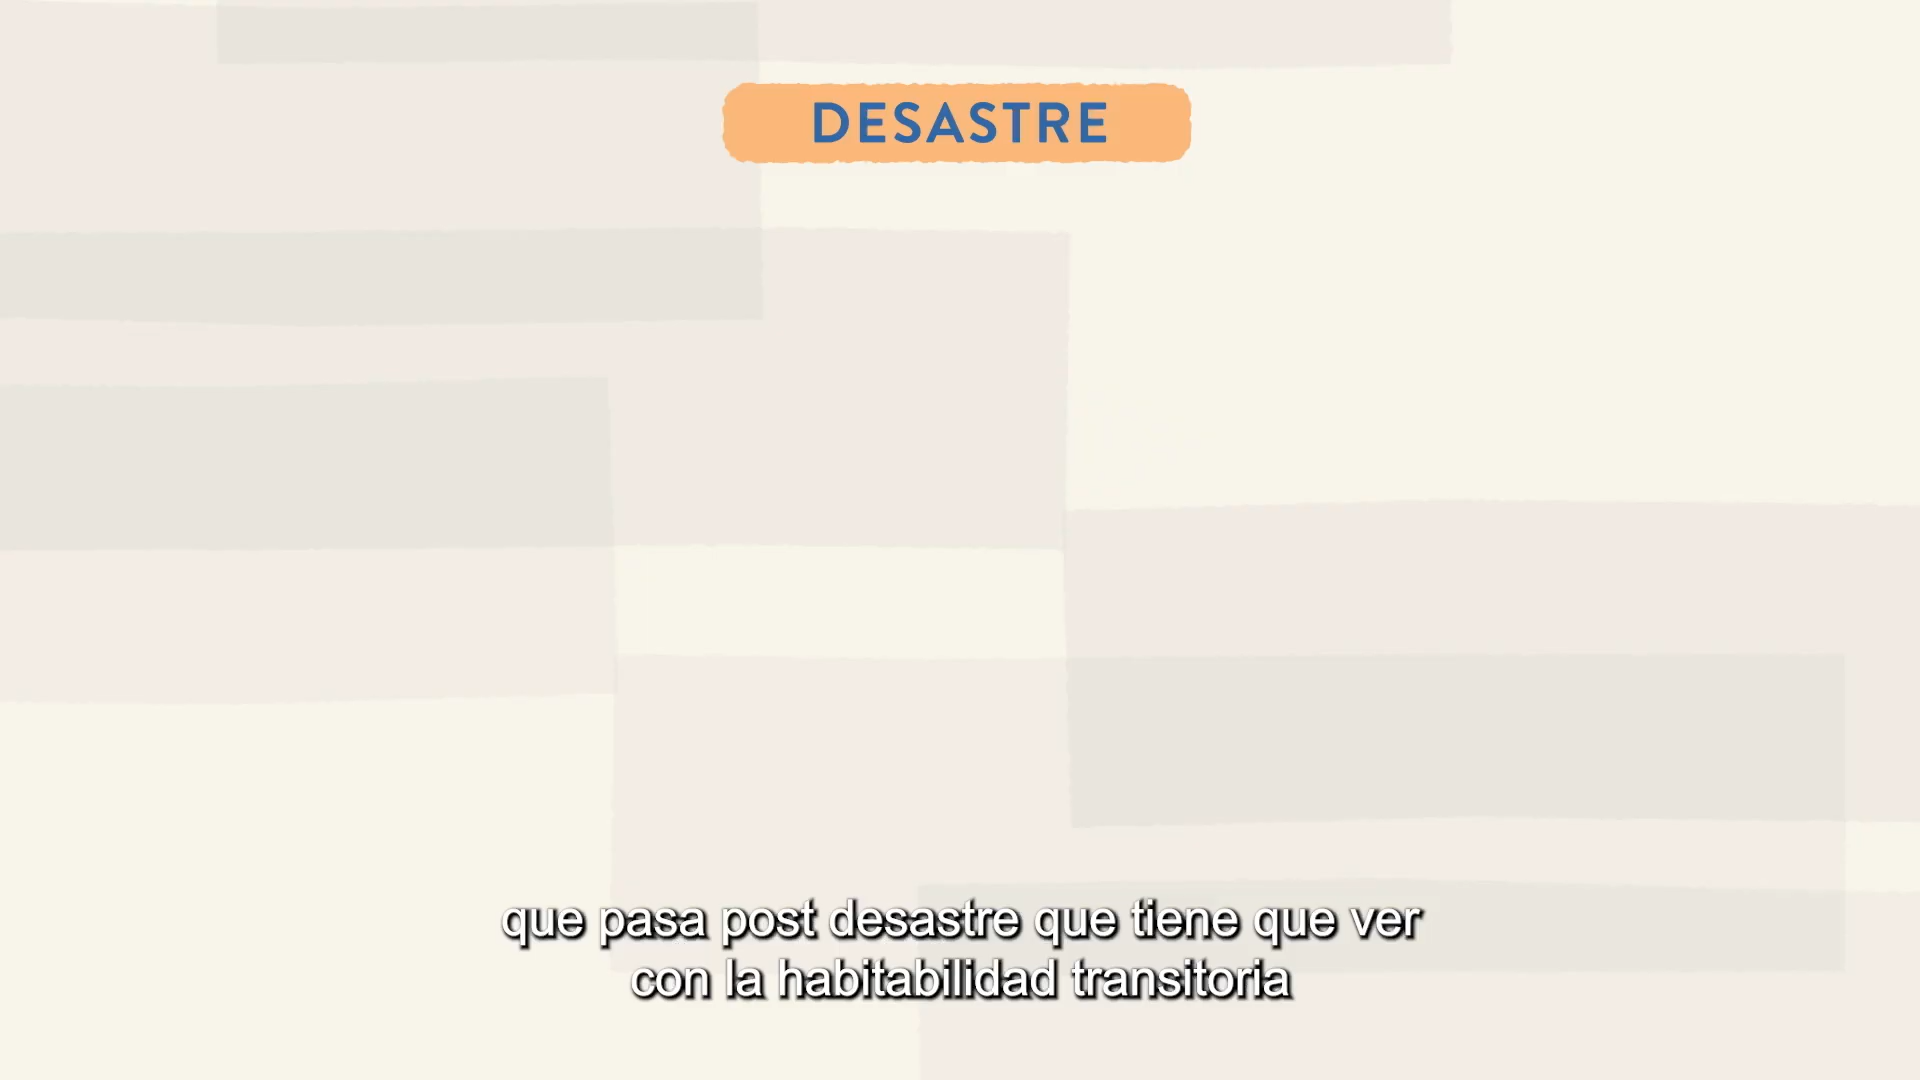 DESASTRE
que pasa post desastre que tiene que ver
con la habitabilidad transitoria